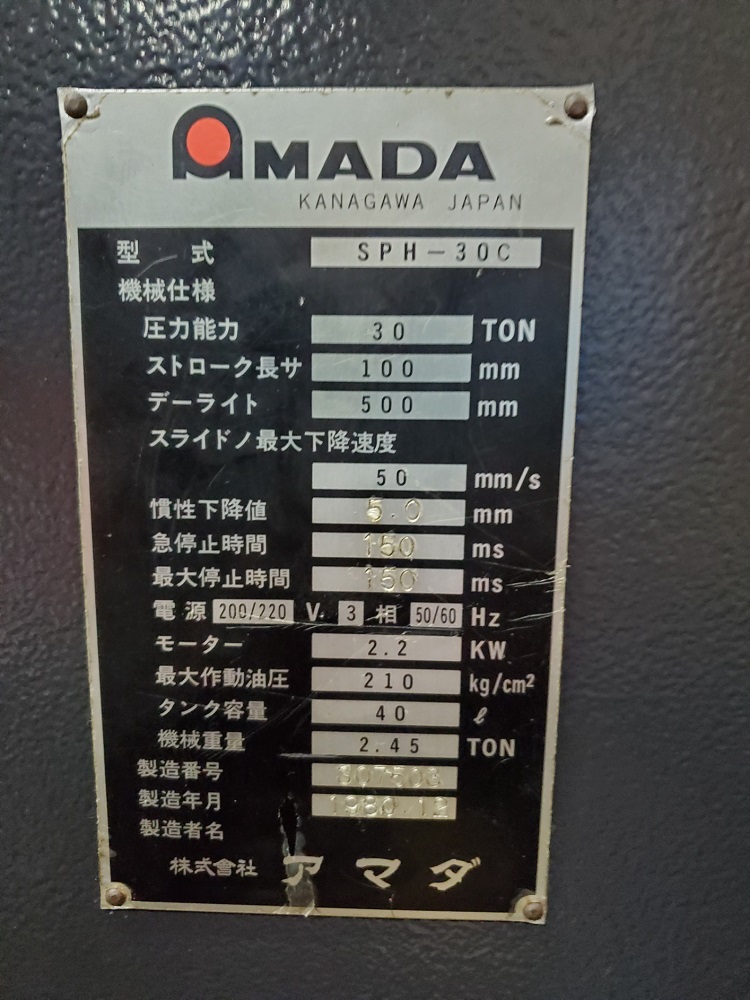 AMADA
KANAGAWA JAPAN
型 式 SPH-30C
機械仕様
圧力能力 30 TON
ストローク長サ 100 mm
デーライト 500 mm
スライドノ最大下降速度
50 mm/s
慣性下降値 5.0 mm
急停止時間 150 ms
最大停止時間 150 ms
電源 200/220 V. 3 相 50/60 Hz
モーター 2.2 KW
最大作動油圧 210 kg/cm²
タンク容量 40 ℓ
機械重量 2.45 TON
製造番号
製造年月 1980.12
製造者名
株式會社 アマダ